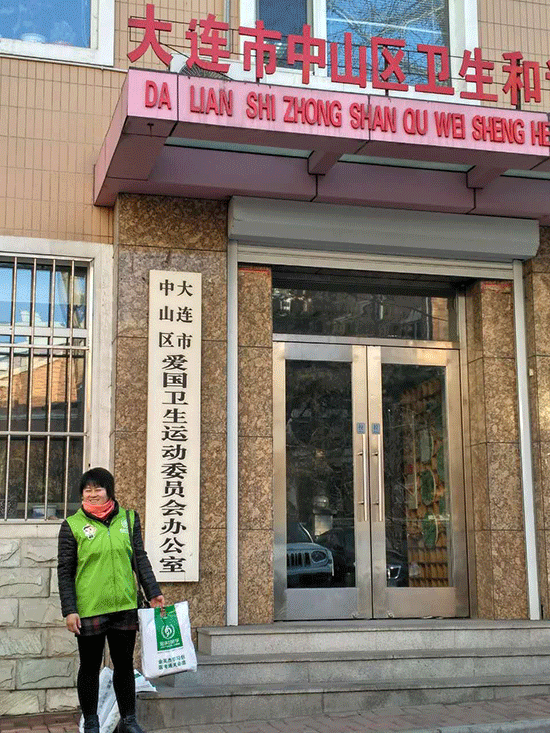 大连市中山区卫生和
DA LIAN SHI ZHONG SHAN QU WEI SHENG HE
大连市
中山区
爱国卫生运动委员会办公室